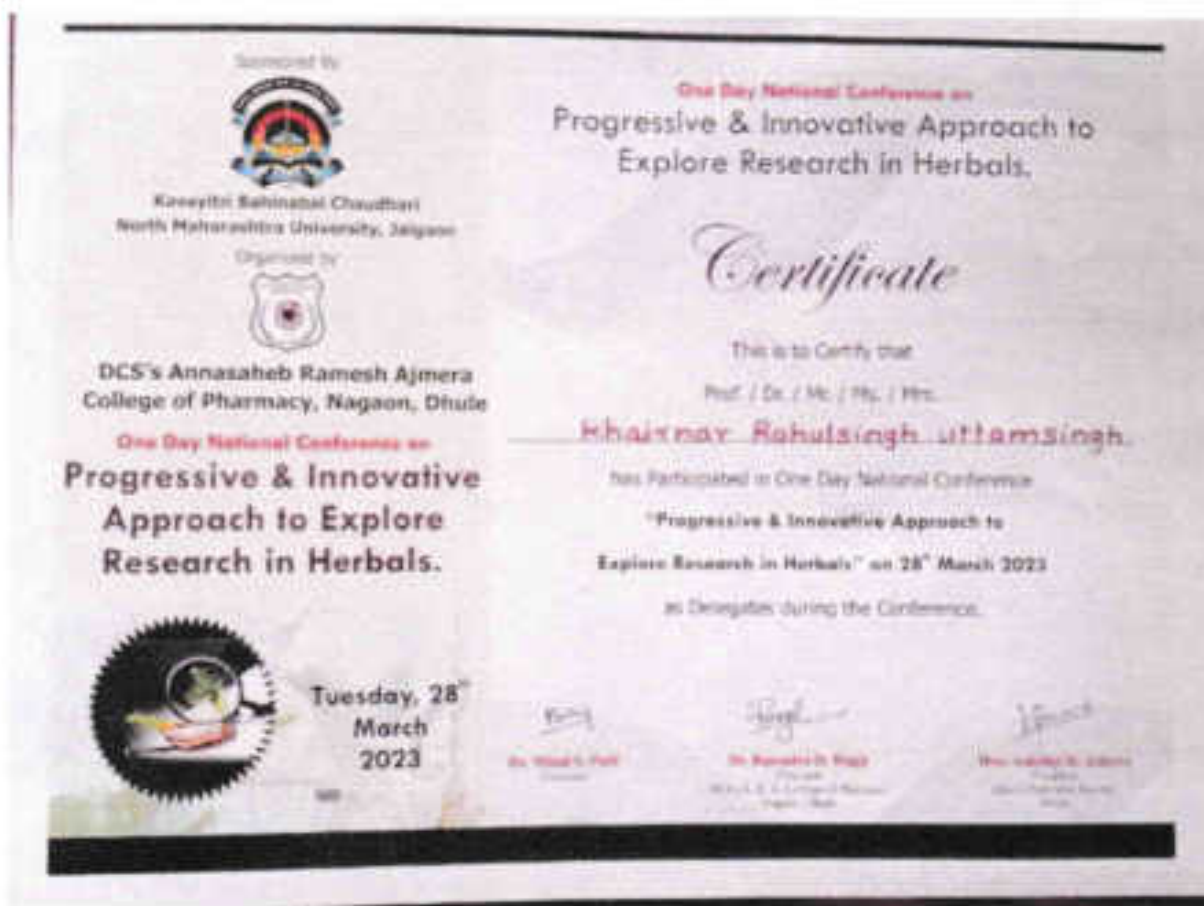 Sponsored By
Kavayitri Bahinabai Chaudhari
North Maharashtra University, Jalgaon
Organized by
DCS's Annasaheb Ramesh Ajmera
College of Pharmacy, Nagaon, Dhule
One Day National Conference on
Progressive & Innovative
Approach to Explore
Research in Herbals.
Tuesday, 28th
March
2023
One Day National Conference on
Progressive & Innovative Approach to
Explore Research in Herbals.
Certificate
This is to Certify that
Prof. / Dr. / Mr. / Ms. / Mrs.
Khairnar Rahulsingh uttamsingh.
has Participated in One Day National Conference
"Progressive & Innovative Approach to
Explore Research in Herbals" on 28th March 2023
as Delegates during the Conference.